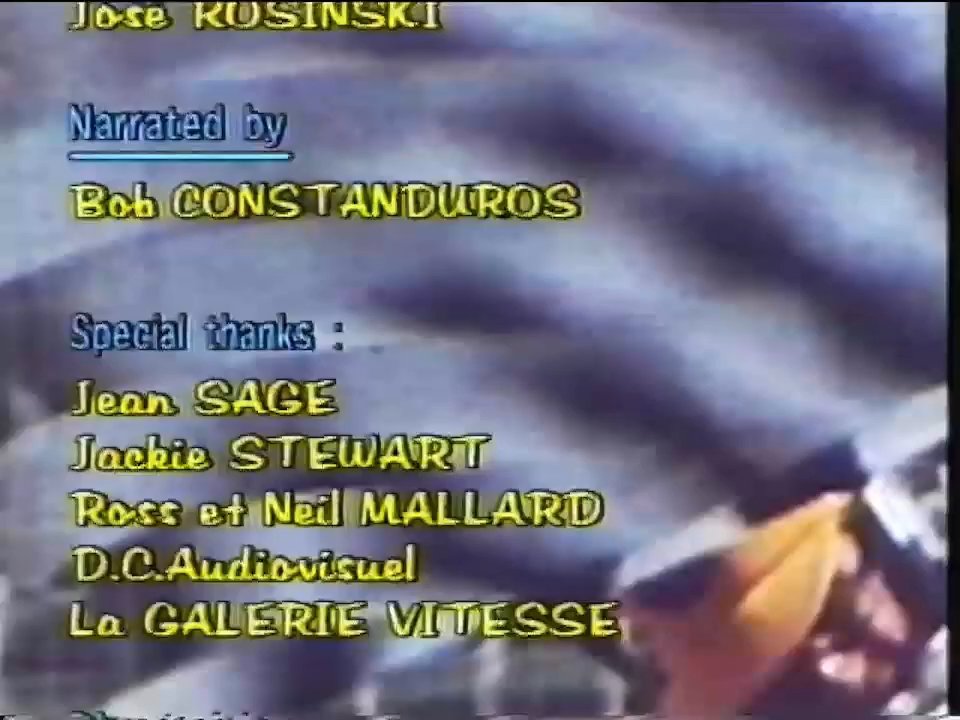 José ROSINSKI
Narrated by
Bob CONSTANDUROS
Special thanks :
Jean SAGE
Jackie STEWART
Ross et Neil MALLARD
D.C.Audiovisuel
La GALERIE VITESSE